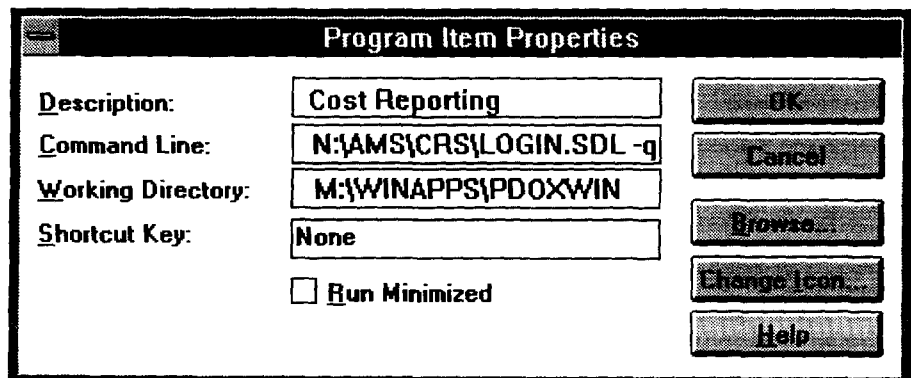 Program Item Properties
Description: Cost Reporting
Command Line: N:\AMS\CRS\LOGIN.SDL -q
Working Directory: M:\WINAPPS\PDOXWIN
Shortcut Key: None
Run Minimized
OK
Cancel
Browse...
Change Icon...
Help